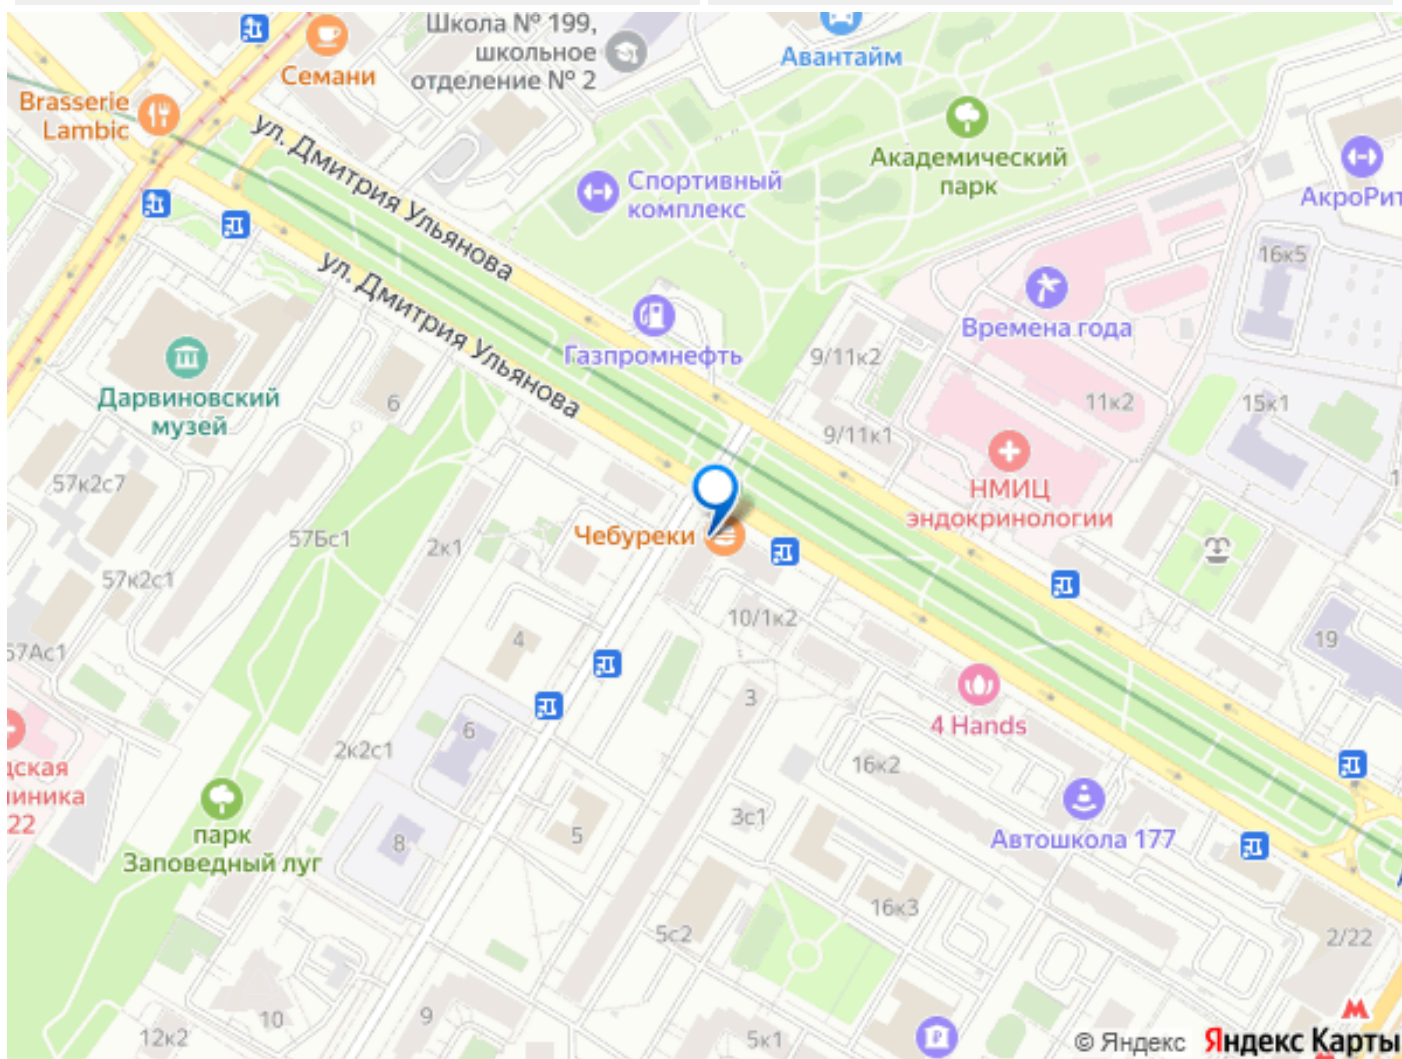 Школа № 199,
школьное
отделение № 2
Семани
Авантайм
Brasserie
Lambic
ул. Дмитрия Ульянова
Академический
парк
Спортивный
комплекс
АкроРит
16к5
ул. Дмитрия Ульянова
Времена года
Газпромнефть
9/11к2
Дарвиновский
музей
6
11к2
15к1
9/11к1
57к2с7
НМИЦ
эндокринологии
Чебуреки
57Бс1
2к1
57к2с1
10/1к2
4
19
57Ас1
3
4 Hands
6
2к2с1
16к2
дская
иника
22
парк
Заповедный луг
8
5
3с1
Автошкола 177
16к3
5с2
2/22
10
9
12к2
5к1
P
© Яндекс Яндекс Карты